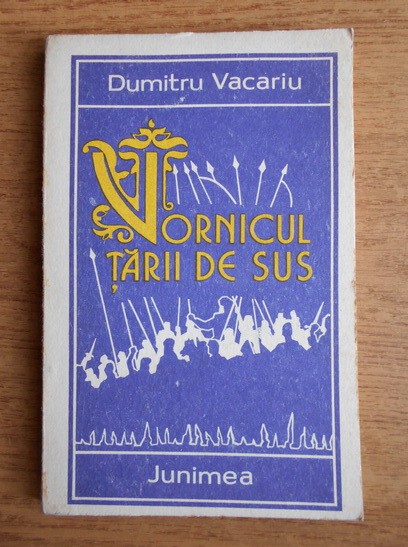 Dumitru Vacariu
VORNICUL
ȚĂRII DE SUS
Junimea